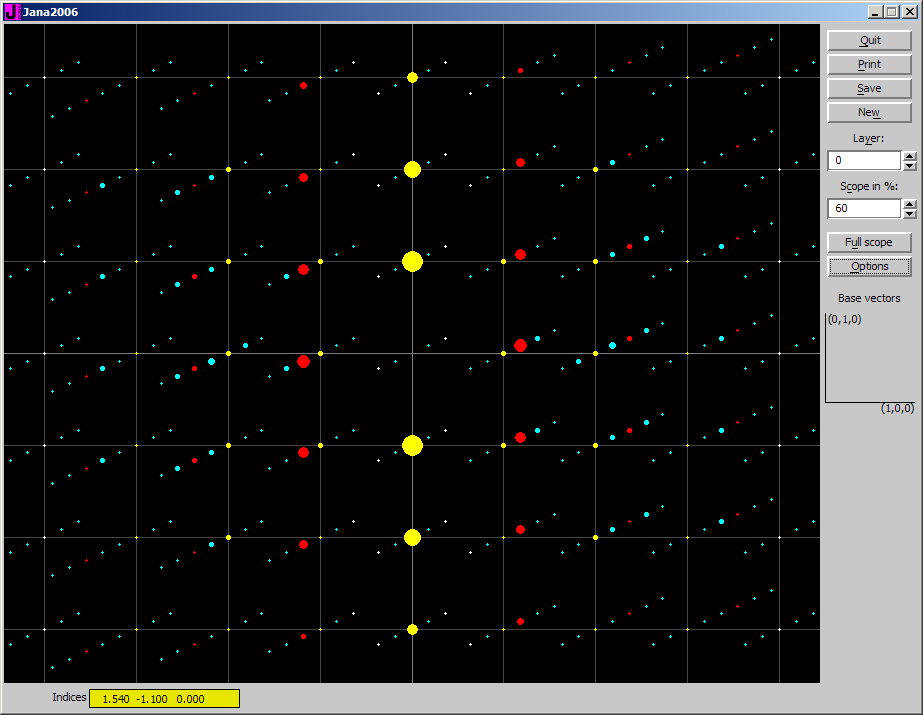 Jana2006
Quit
Print
Save
New
Layer:
0
Scope in %:
60
Full scope
Options
Base vectors
(0,1,0)
(1,0,0)
Indices 1.540 -1.100 0.000